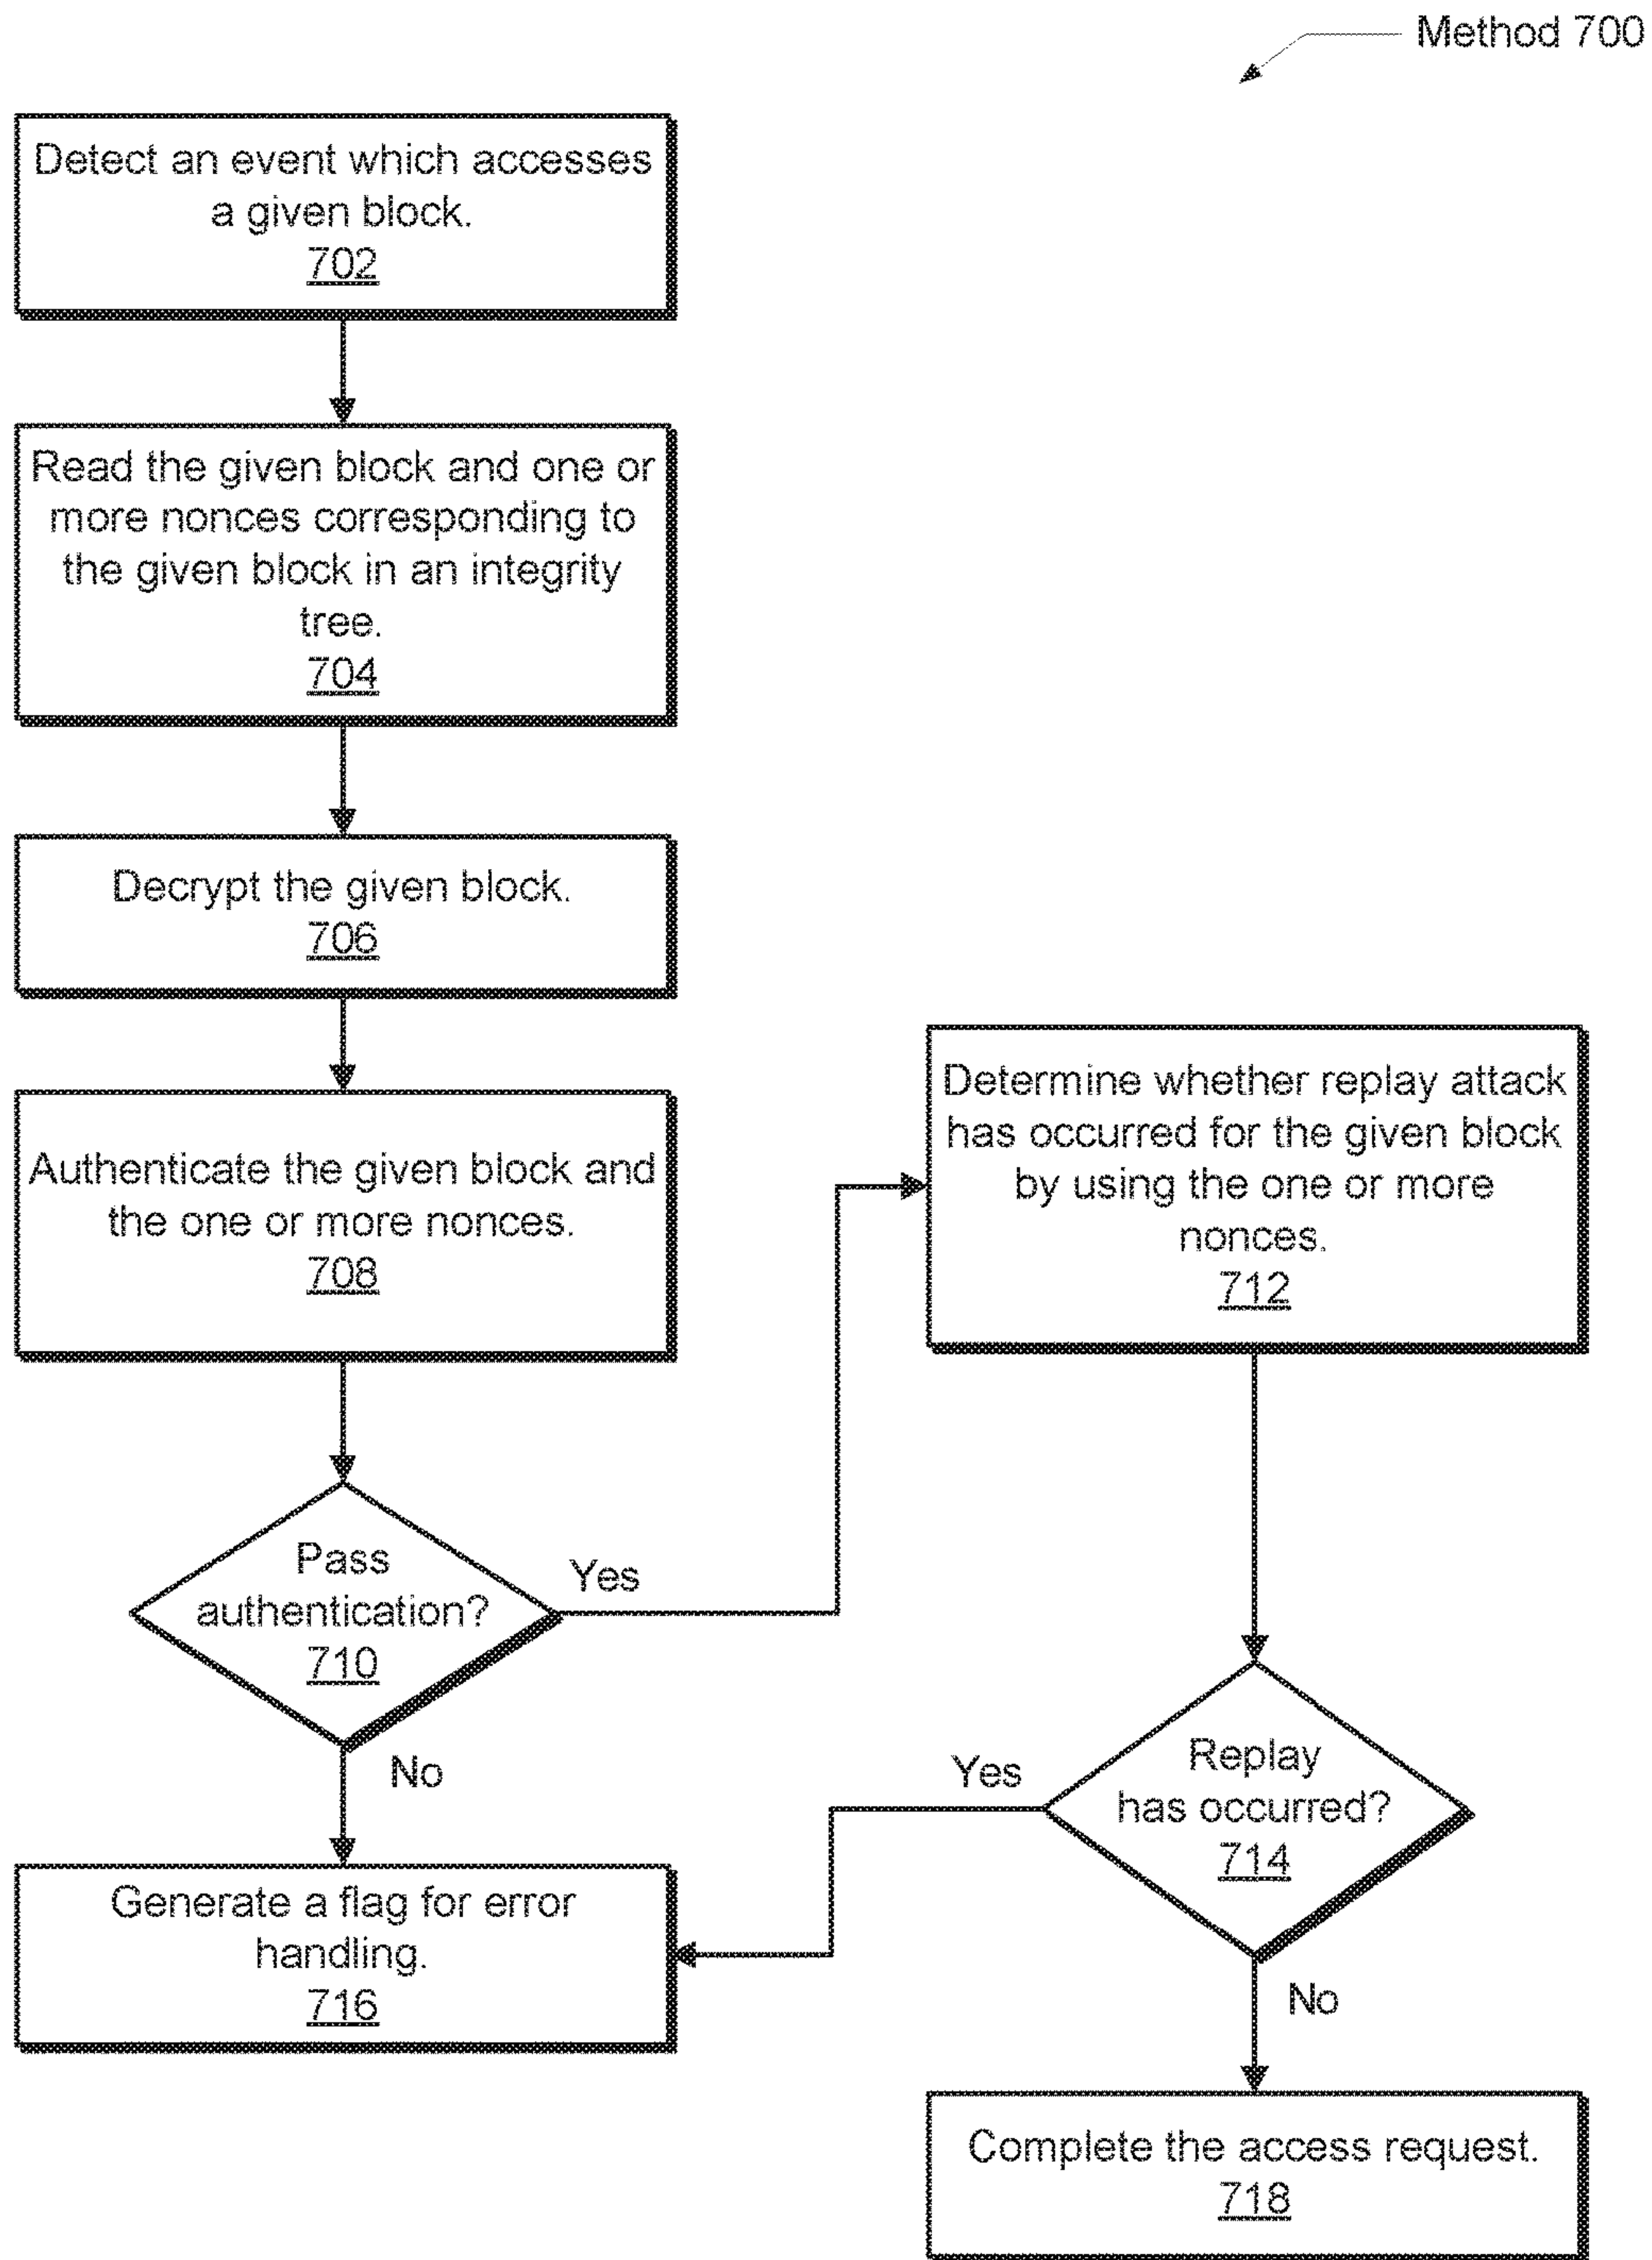 Method 700
Detect an event which accesses
a given block.
702
Read the given block and one or
more nonces corresponding to
the given block in an integrity
tree.
704
Decrypt the given block.
706
Authenticate the given block and
the one or more nonces.
708
Pass
authentication?
710
Yes
No
Determine whether replay attack
has occurred for the given block
by using the one or more
nonces.
712
Replay
has occurred?
714
Yes
No
Generate a flag for error
handling.
716
Complete the access request.
718